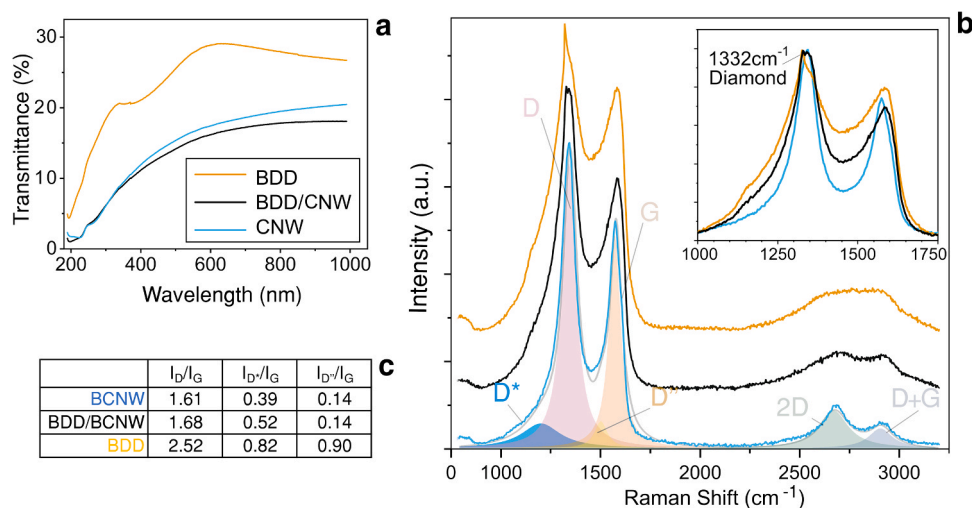 a
Transmittance (%)
30
20
10
0
BDD
BDD/CNW
CNW
200 400 600 800 1000
Wavelength (nm)
b
Intensity (a.u.)
D
G
D*
D"
2D
D+G
0 1000 1500 2000 2500 3000
Raman Shift (cm-1)
1332cm-1
Diamond
1000 1250 1500 1750
c
ID/IG ID*/IG ID"/IG
BCNW 1.61 0.39 0.14
BDD/BCNW 1.68 0.52 0.14
BDD 2.52 0.82 0.90